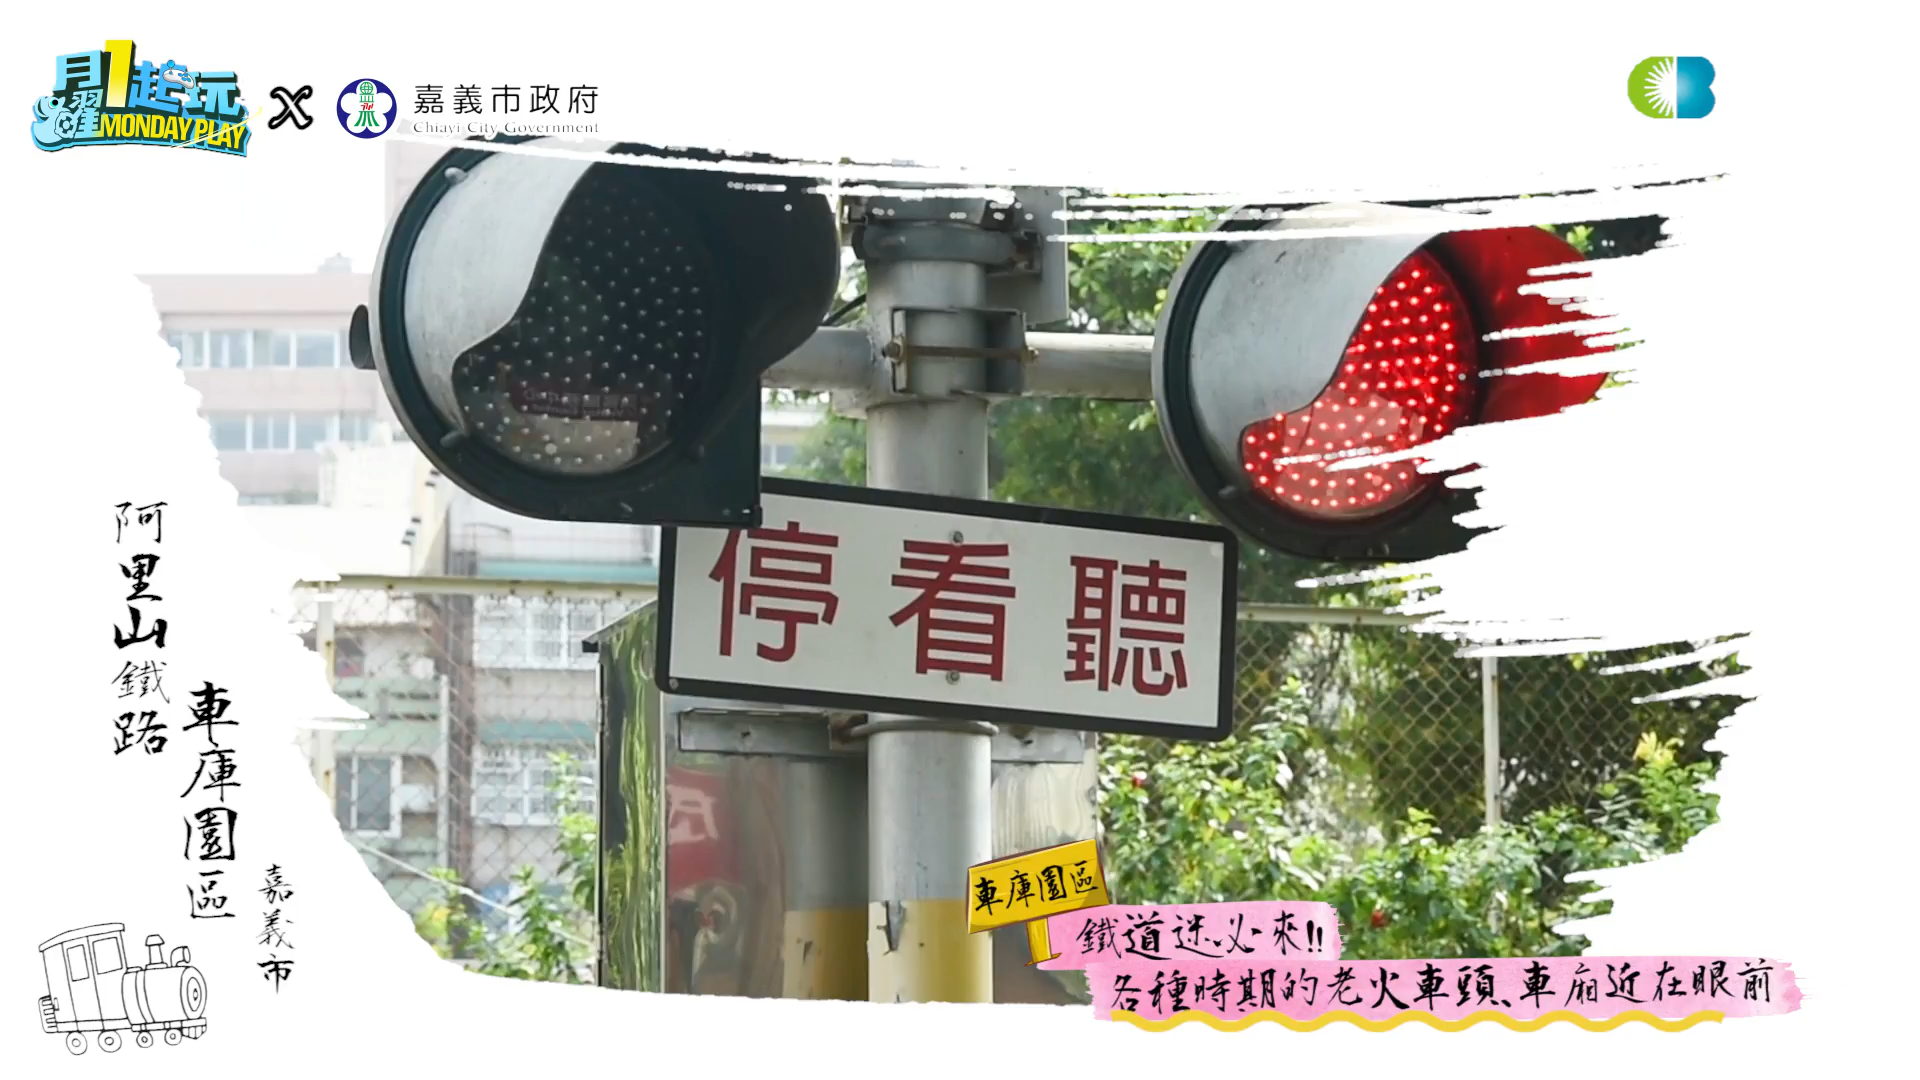 月曜1起玩
MONDAY PLAY
X
嘉義市政府
Chiayi City Government
停看聽
阿里山鐵路
車庫園區
嘉義市
車庫園區
鐵道迷必來!!
各種時期的老火車頭、車廂近在眼前